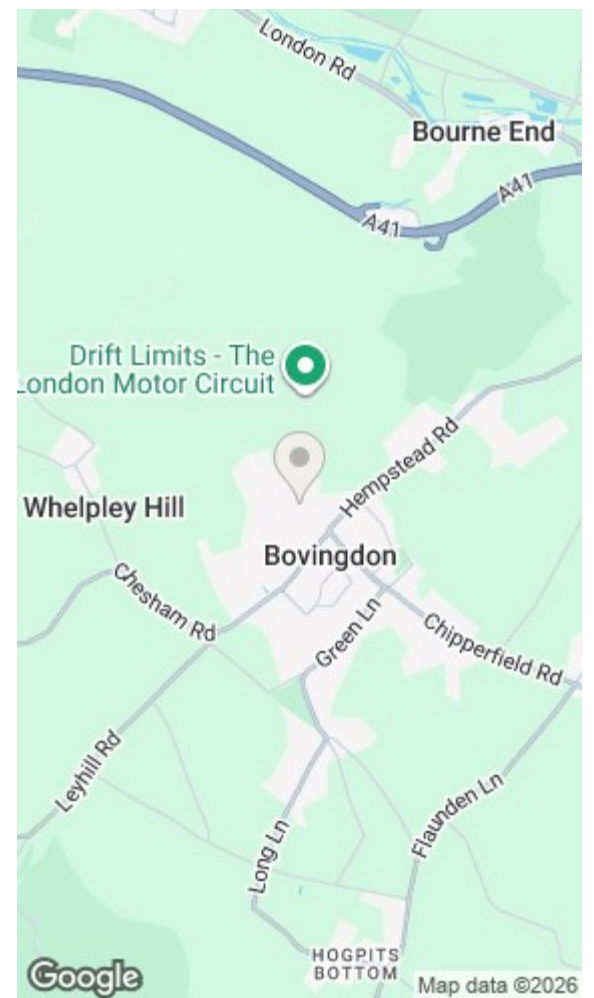 London Rd
Bourne End
A41
A41
Drift Limits - The
London Motor Circuit
Hempstead Rd
Whelpley Hill
Bovingdon
Chesham Rd
Green Ln
Chipperfield Rd
Leyhill Rd
Flaunden Ln
Long Ln
HOGPITS
BOTTOM
Google
Map data ©2026